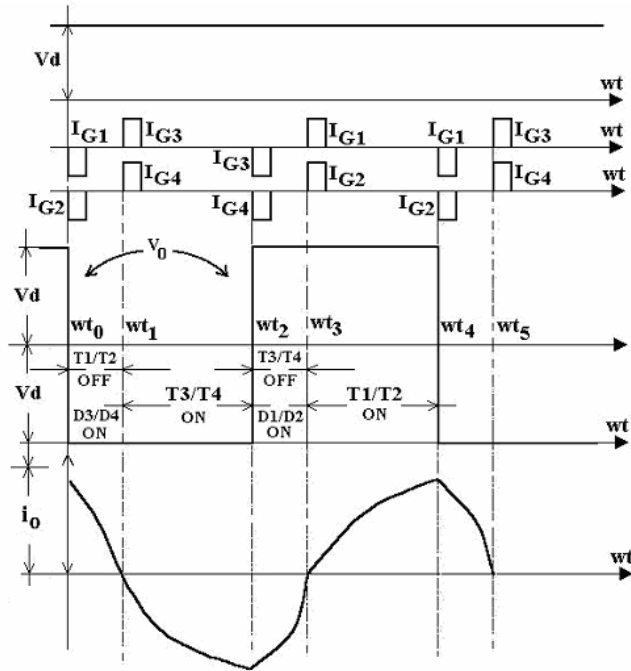 Vd
wt
IG1 IG3 IG3 IG1 IG1 IG3 wt
IG2 IG4 IG4 IG2 IG2 IG4 wt
V0
Vd
wt0 wt1 wt2 wt3 wt4 wt5 wt
Vd
T1/T2 OFF
T3/T4 OFF
D3/D4 ON
T3/T4 ON
D1/D2 ON
T1/T2 ON
io
wt